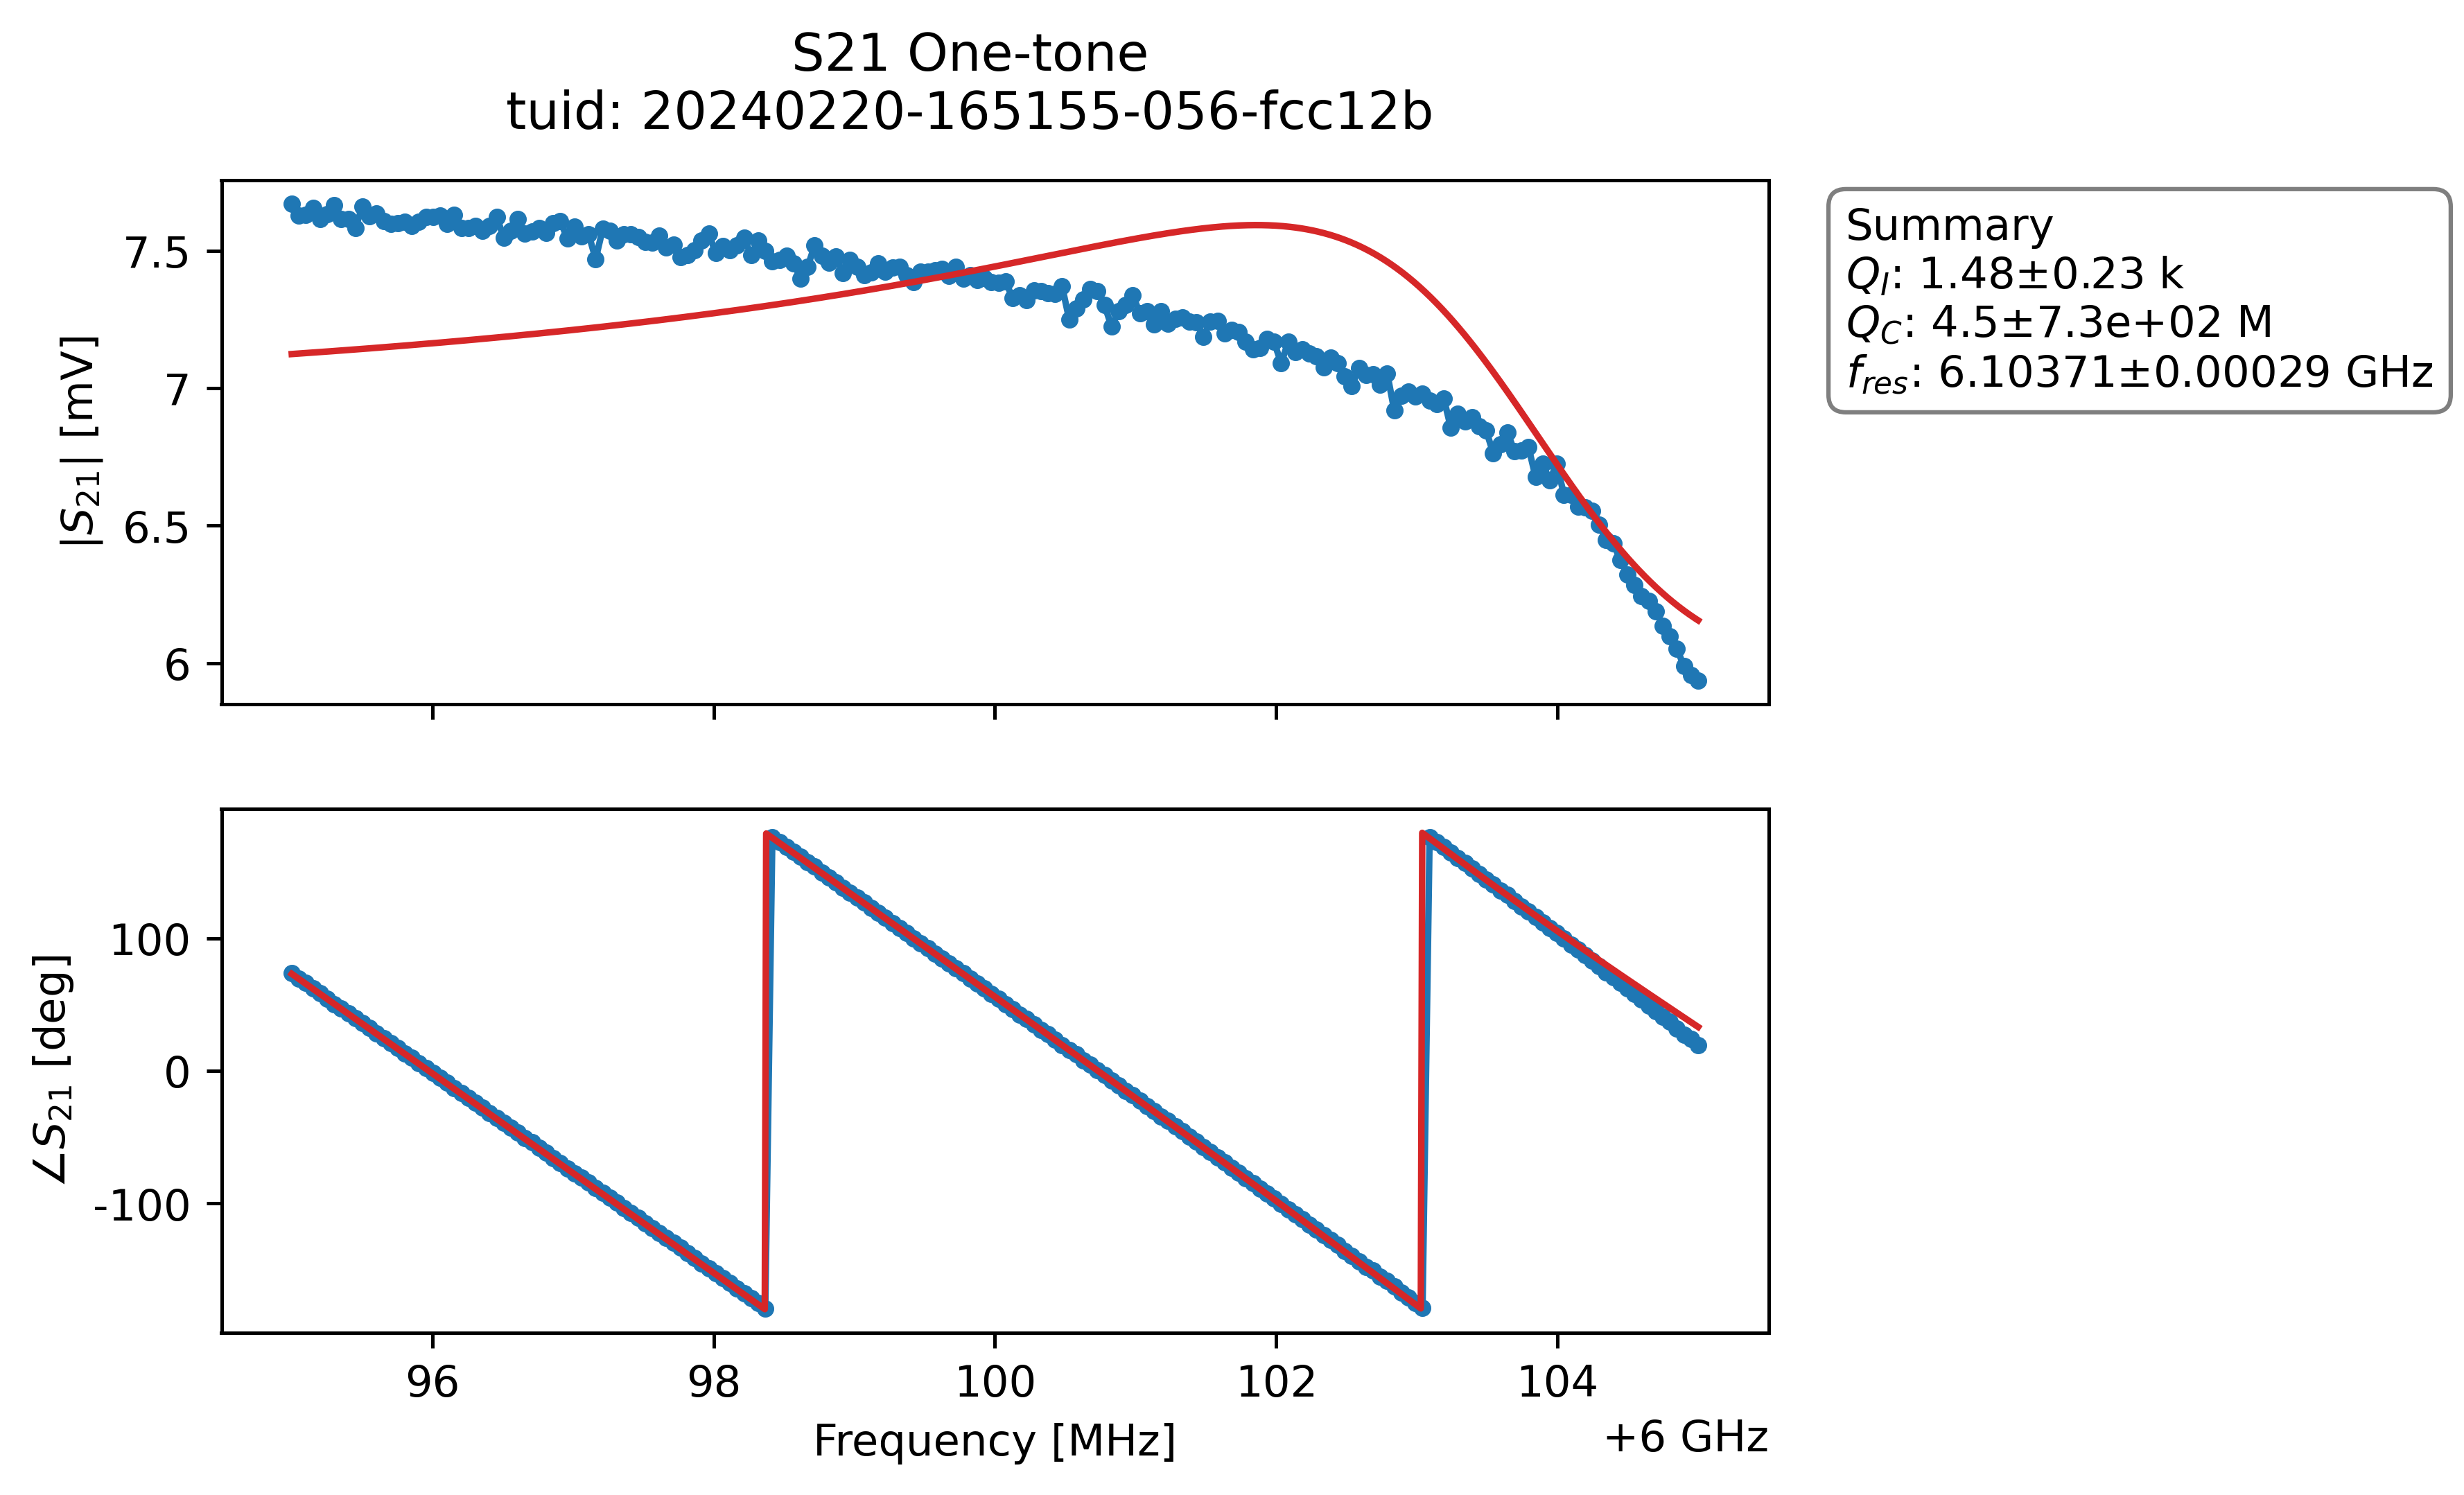 S21 One-tone
tuid: 20240220-165155-056-fcc12b
|S21| [mV]
7.5
7
6.5
6
Summary
Ql: 1.48±0.23 k
QC: 4.5±7.3e+02 M
fres: 6.10371±0.00029 GHz
∠S21 [deg]
100
0
-100
96 98 100 102 104
Frequency [MHz]
+6 GHz